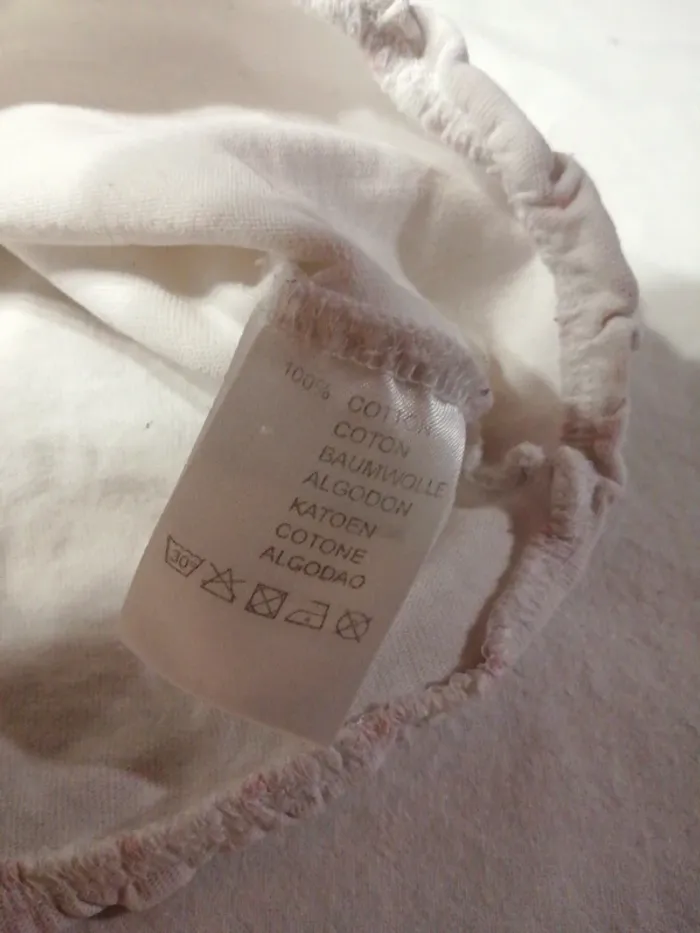 100% COTTON
COTON
BAUMWOLLE
ALGODON
KATOEN
COTONE
ALGODAO
30